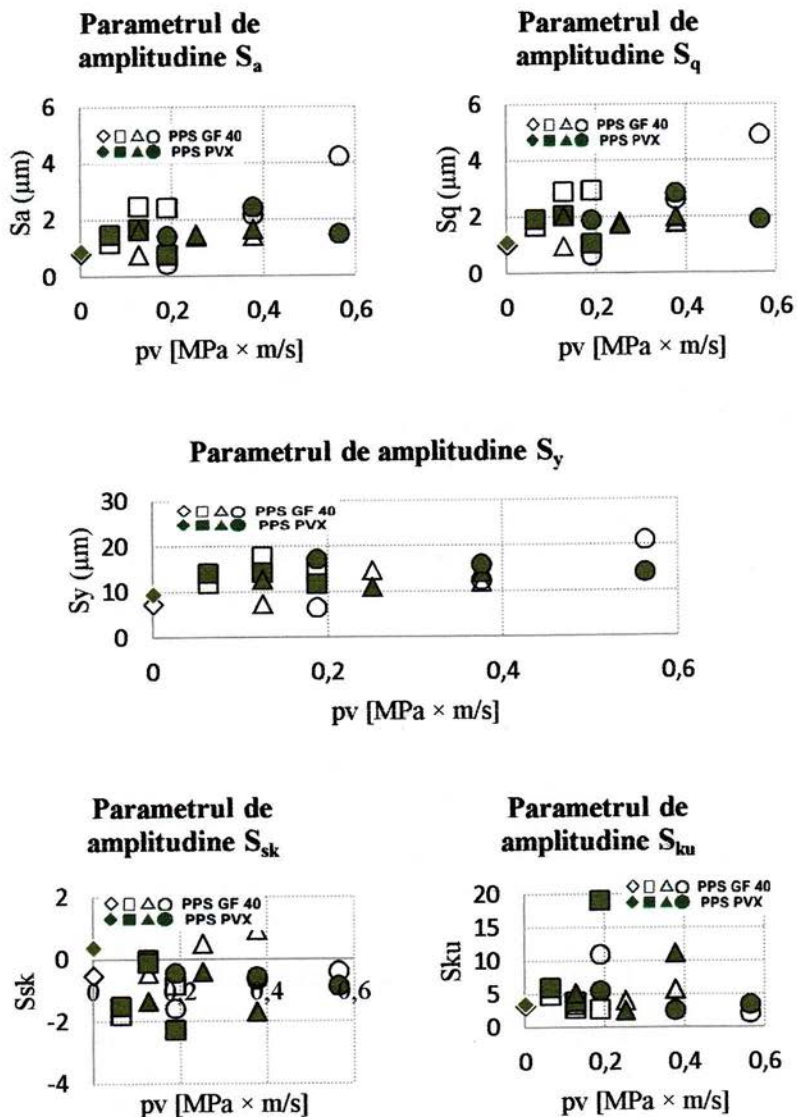 Parametrul de
amplitudine Sa
6
4
2
0
Sa (µm)
PPS GF 40
PPS PVX
0 0,2 0,4 0,6
pv [MPa × m/s]
Parametrul de
amplitudine Sq
6
4
2
0
Sq (µm)
PPS GF 40
PPS PVX
0 0,2 0,4 0,6
pv [MPa × m/s]
Parametrul de amplitudine Sy
30
20
10
0
Sy (µm)
PPS GF 40
PPS PVX
0 0,2 0,4 0,6
pv [MPa × m/s]
Parametrul de
amplitudine Ssk
2
0
-2
-4
Ssk
PPS GF 40
PPS PVX
0 0,2 0,4 0,6
pv [MPa × m/s]
Parametrul de
amplitudine Sku
20
15
10
5
0
Sku
PPS GF 40
PPS PVX
0 0,2 0,4 0,6
pv [MPa × m/s]